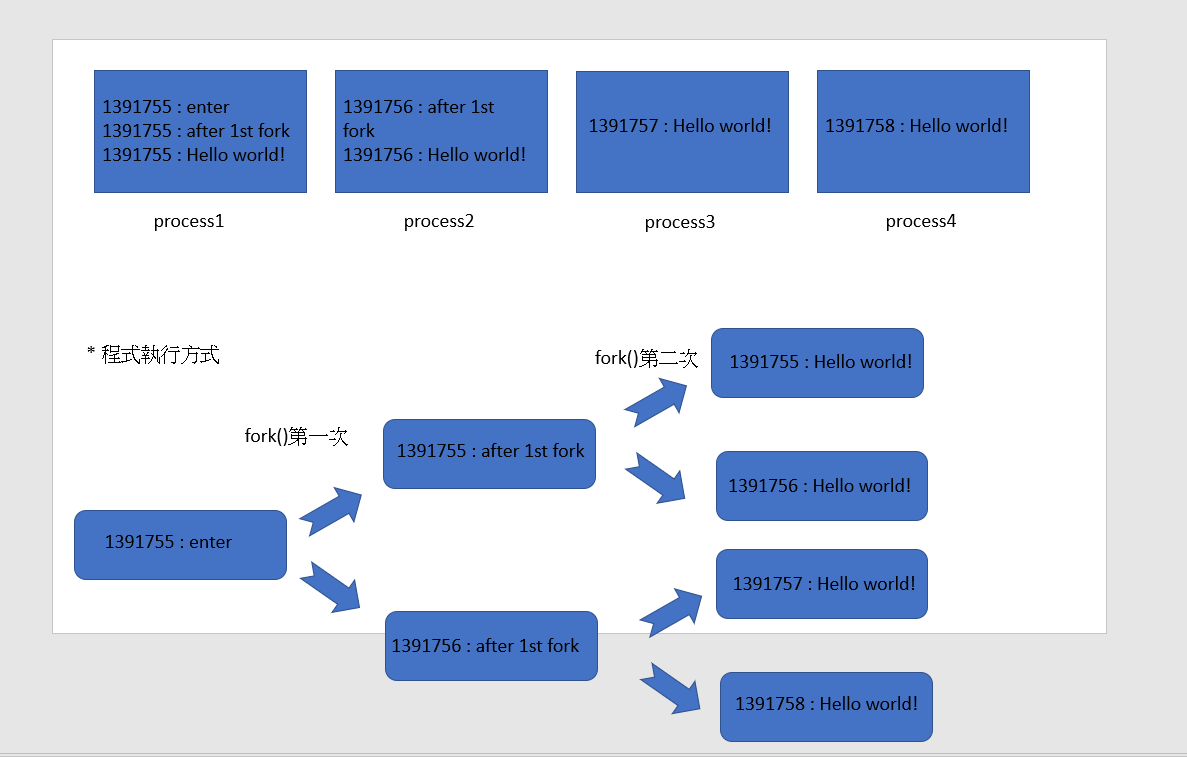 1391755 : enter
1391755 : after 1st fork
1391755 : Hello world!
1391756 : after 1st
fork
1391756 : Hello world!
1391757 : Hello world!
1391758 : Hello world!
process1
process2
process3
process4
* 程式執行方式
fork()第二次
1391755 : Hello world!
fork()第一次
1391755 : after 1st fork
1391756 : Hello world!
1391755 : enter
1391757 : Hello world!
1391756 : after 1st fork
1391758 : Hello world!